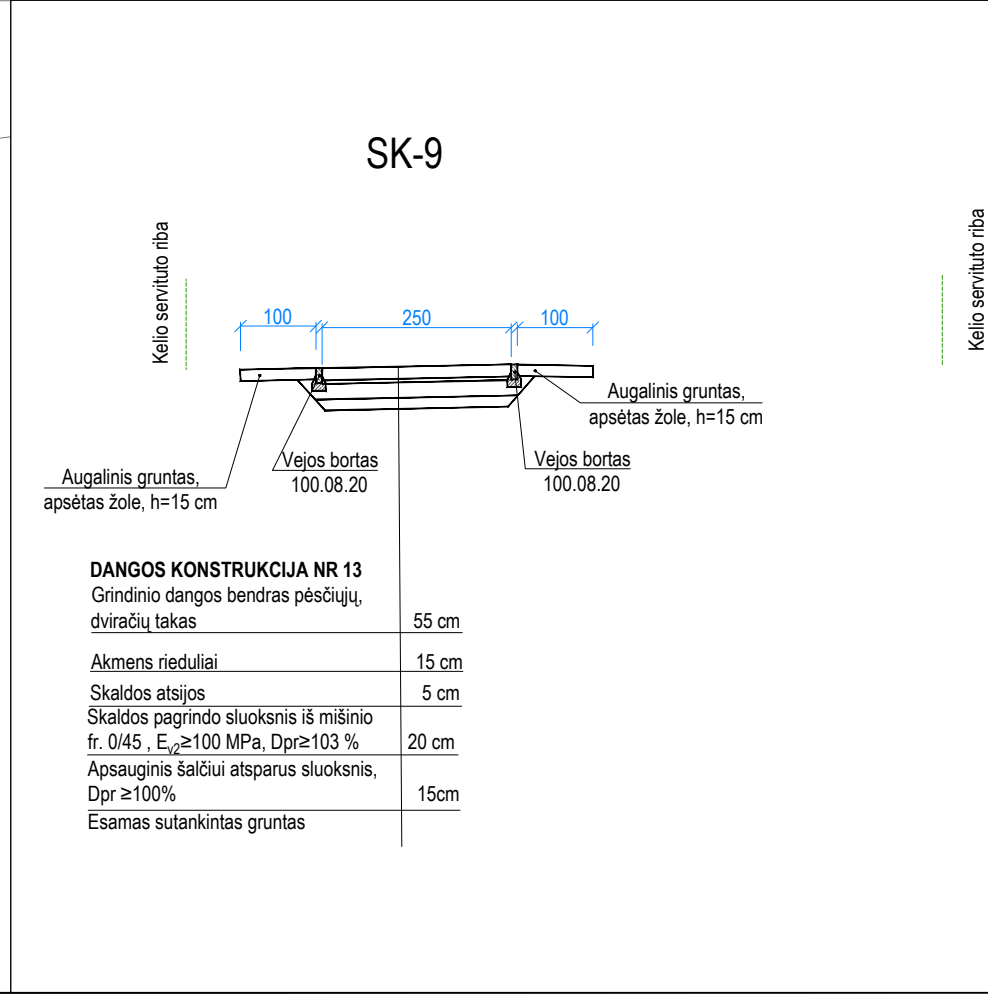 SK-9
Kelio servituto riba
Kelio servituto riba
100
250
100
Augalinis gruntas,
apsėtas žole, h=15 cm
Vejos bortas
100.08.20
Vejos bortas
100.08.20
Augalinis gruntas,
apsėtas žole, h=15 cm
DANGOS KONSTRUKCIJA NR 13
Grindinio dangos bendras pėsčiųjų,
dviračių takas 55 cm
Akmens rieduliai 15 cm
Skaldos atsijos 5 cm
Skaldos pagrindo sluoksnis iš mišinio
fr. 0/45 , Ev2≥100 MPa, Dpr≥103 % 20 cm
Apsauginis šalčiui atsparus sluoksnis,
Dpr ≥100% 15cm
Esamas sutankintas gruntas